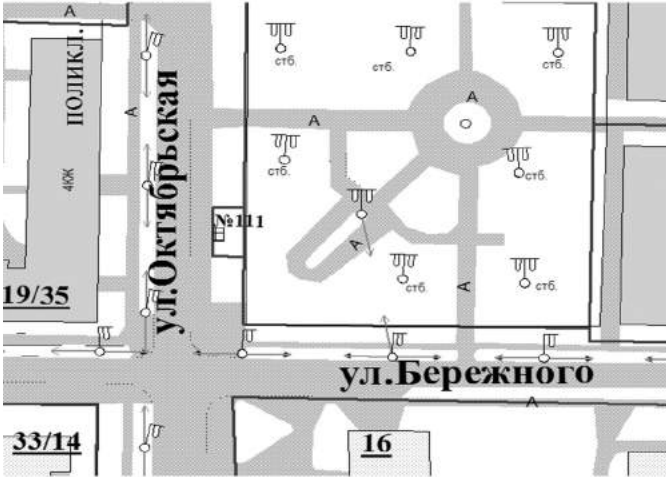 А
ПОЛИКЛ.
4КЖ
А
ул.Октябрьская
стб.
стб.
стб.
А
А
стб.
стб.
№111
А
стб.
стб.
А
19/35
ул.Бережного
А
33/14
16